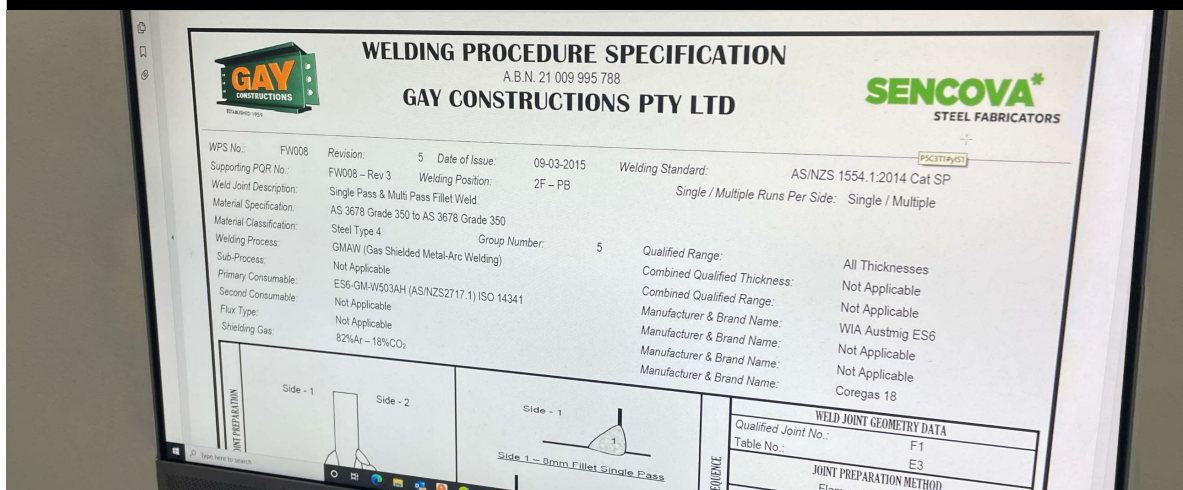 WELDING PROCEDURE SPECIFICATION
A.B.N. 21 009 995 788
GAY CONSTRUCTIONS PTY LTD
GAY
CONSTRUCTIONS
ESTABLISHED 1959
SENCOVA*
STEEL FABRICATORS
P5C3T1#yIS1
WPS No.: FW008 Revision: 5 Date of Issue: 09-03-2015 Welding Standard: AS/NZS 1554.1:2014 Cat SP
Supporting PQR No.: FW008 – Rev 3 Welding Position: 2F – PB Single / Multiple Runs Per Side: Single / Multiple
Weld Joint Description: Single Pass & Multi Pass Fillet Weld.
Material Specification: AS 3678 Grade 350 to AS 3678 Grade 350
Material Classification: Steel Type 4 Group Number: 5 Qualified Range: All Thicknesses
Welding Process: GMAW (Gas Shielded Metal-Arc Welding) Combined Qualified Thickness: Not Applicable
Sub-Process: Not Applicable Combined Qualified Range: Not Applicable
Primary Consumable: ES6-GM-W503AH (AS/NZS2717.1) ISO 14341 Manufacturer & Brand Name: WIA Austmig ES6
Second Consumable: Not Applicable Manufacturer & Brand Name: Not Applicable
Flux Type: Not Applicable Manufacturer & Brand Name: Not Applicable
Shielding Gas: 82%Ar – 18%CO₂ Manufacturer & Brand Name: Coregas 18
Side - 1
Side - 2
Side - 1
1
Side 1 – 8mm Fillet Single Pass
WELD JOINT GEOMETRY DATA
Qualified Joint No.: F1
Table No.: E3
JOINT PREPARATION METHOD
Type here to search